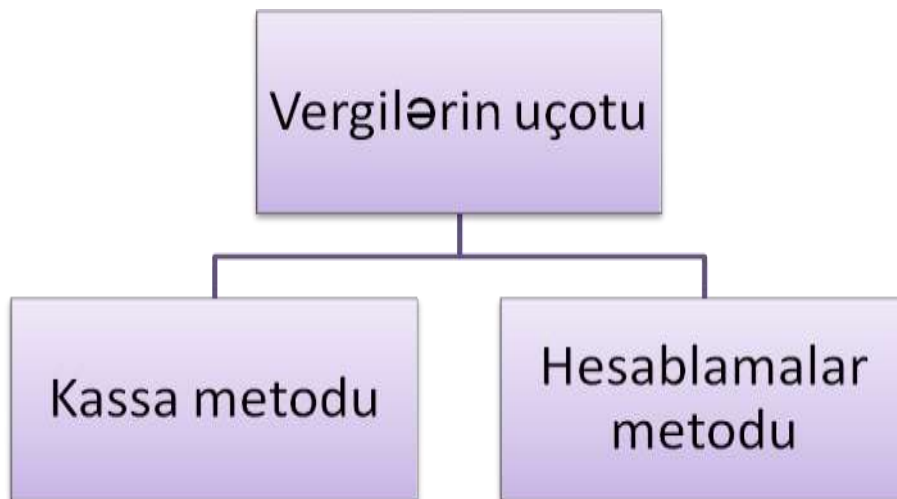 Vergilərin uçotu
Kassa metodu
Hesablamalar
metodu